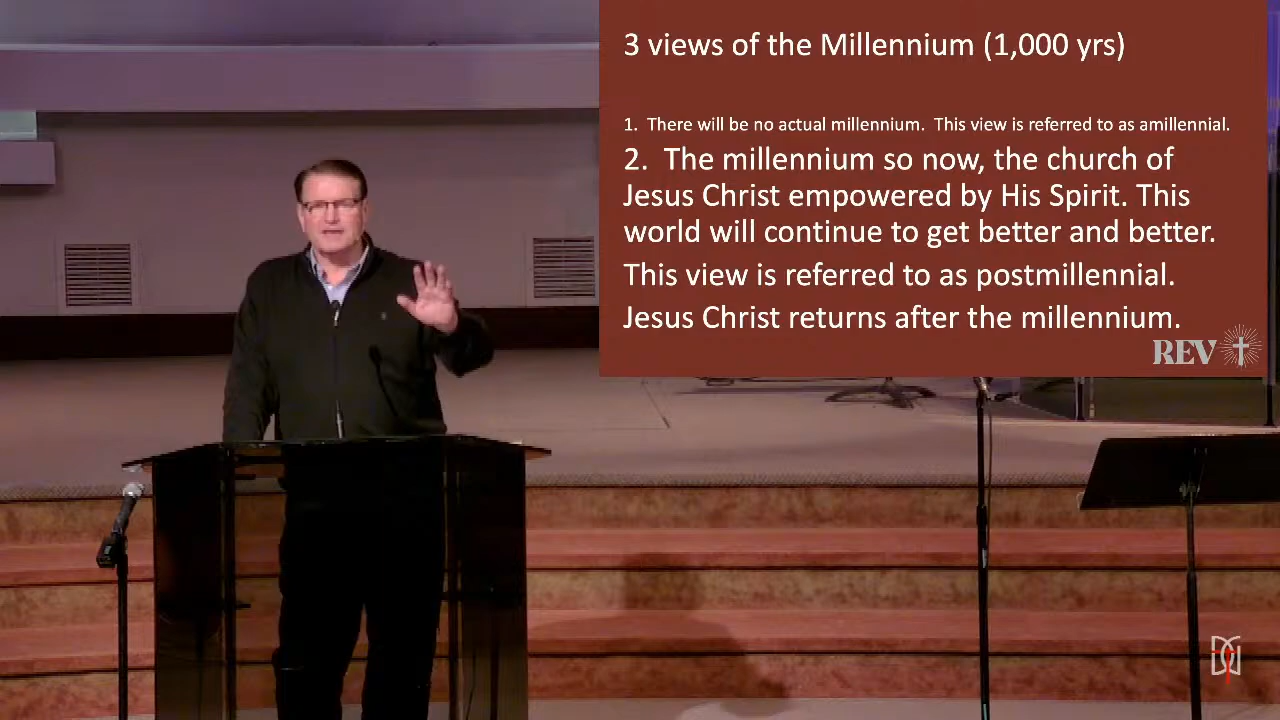 3 views of the Millennium (1,000 yrs)
1. There will be no actual millennium. This view is referred to as amillennial.
2. The millennium so now, the church of
Jesus Christ empowered by His Spirit. This
world will continue to get better and better.
This view is referred to as postmillennial.
Jesus Christ returns after the millennium.
REV